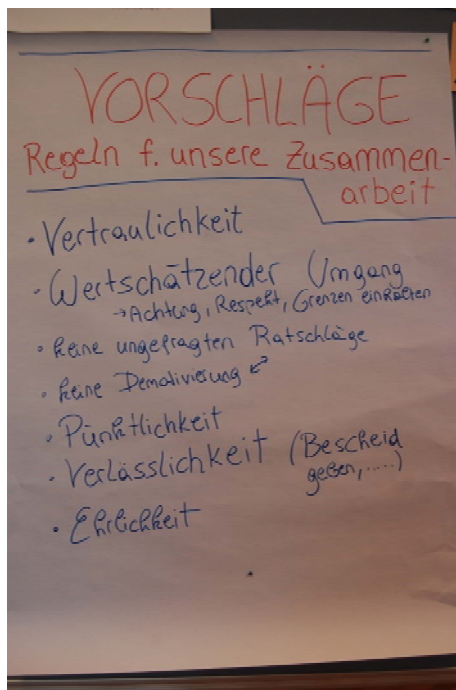 VORSCHLÄGE
Regeln f. unsere Zusammen-
arbeit
• Vertraulichkeit
• Wertschätzender Umgang
→ Achtung, Respekt, Grenzen einhalten
• keine ungefragten Ratschläge
• keine Demotivierung
• Pünktlichkeit
• Verlässlichkeit (Bescheid
geben, .....)
• Ehrlichkeit